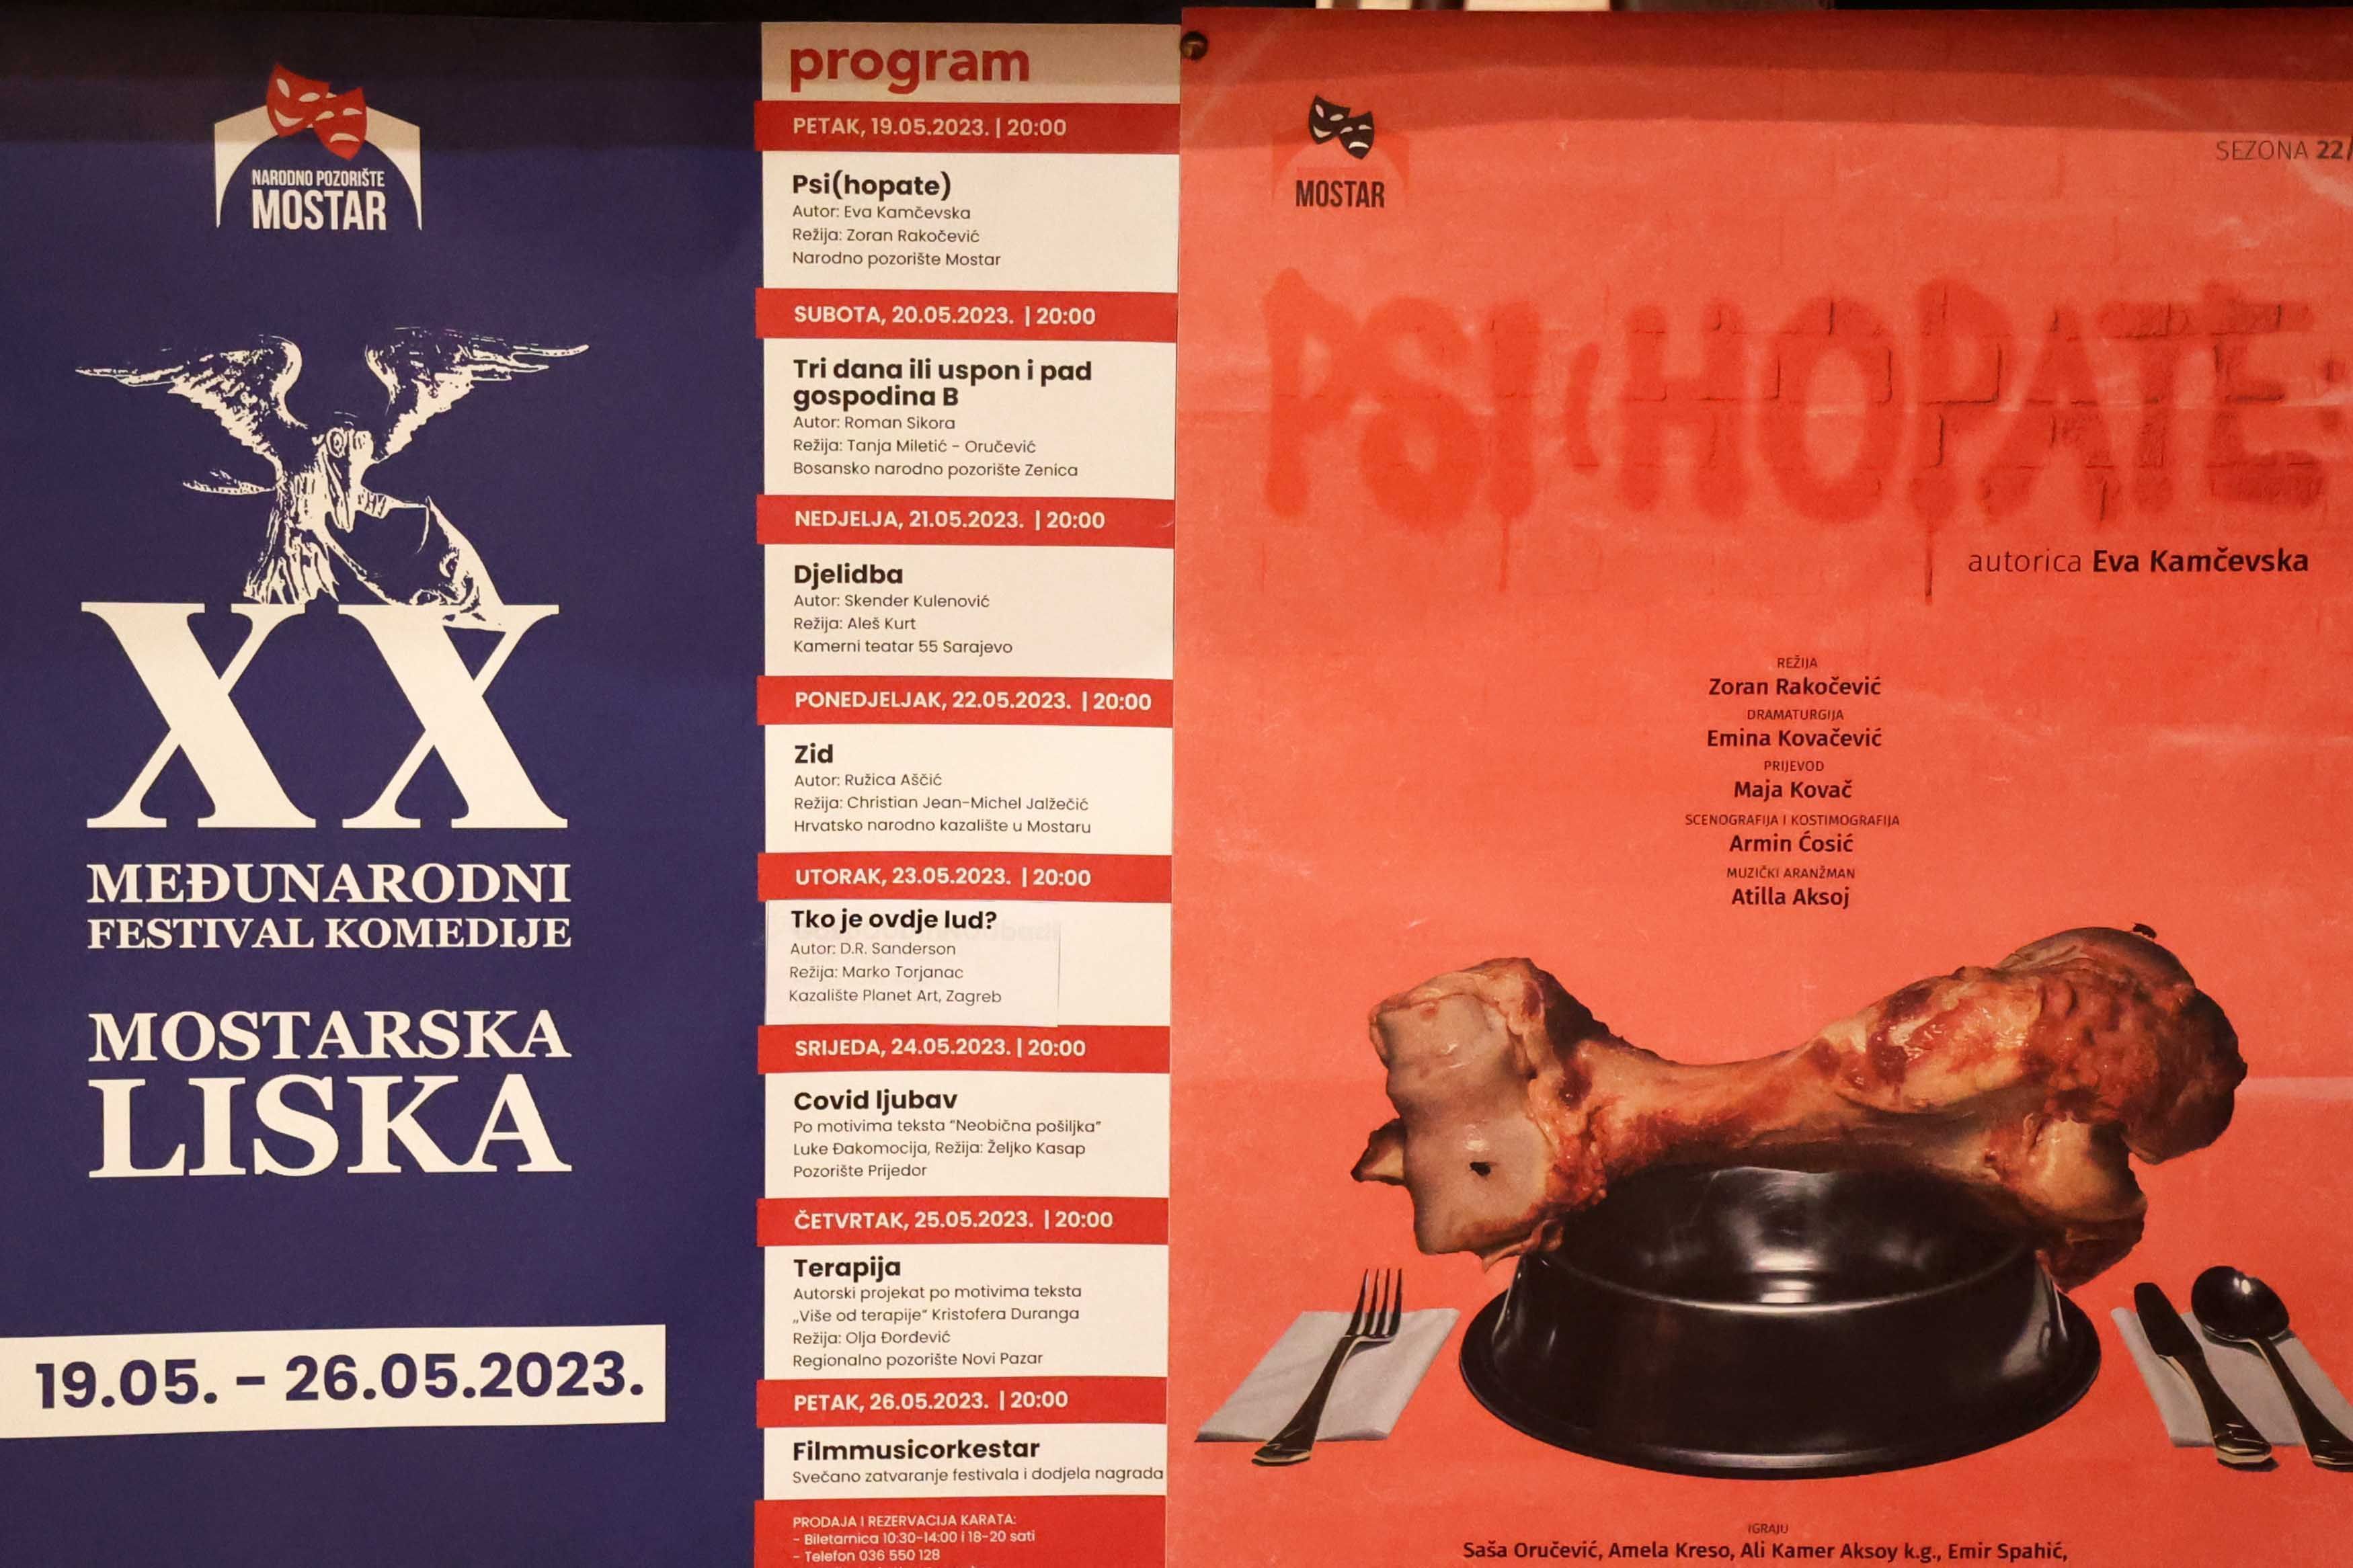 NARODNO POZORIŠTE
MOSTAR
XX
MEĐUNARODNI
FESTIVAL KOMEDIJE
MOSTARSKA
LISKA
19.05. - 26.05.2023.
program
PETAK, 19.05.2023. | 20:00
Psi(hopate)
Autor: Eva Kamčevska
Režija: Zoran Rakočević
Narodno pozorište Mostar
SUBOTA, 20.05.2023. | 20:00
Tri dana ili uspon i pad
gospodina B
Autor: Roman Sikora
Režija: Tanja Miletić - Oručević
Bosansko narodno pozorište Zenica
NEDJELJA, 21.05.2023. | 20:00
Djelidba
Autor: Skender Kulenović
Režija: Aleš Kurt
Kamerni teatar 55 Sarajevo
PONEDJELJAK, 22.05.2023. | 20:00
Zid
Autor: Ružica Aščić
Režija: Christian Jean-Michel Jalžečić
Hrvatsko narodno kazalište u Mostaru
UTORAK, 23.05.2023. | 20:00
Tko je ovdje lud?
Autor: D.R. Sanderson
Režija: Marko Torjanac
Kazalište Planet Art, Zagreb
SRIJEDA, 24.05.2023. | 20:00
Covid ljubav
Po motivima teksta “Neobična pošiljka”
Luke Đakomocija, Režija: Željko Kasap
Pozorište Prijedor
ČETVRTAK, 25.05.2023. | 20:00
Terapija
Autorski projekat po motivima teksta
„Više od terapije“ Kristofera Duranga
Režija: Olja Đorđević
Regionalno pozorište Novi Pazar
PETAK, 26.05.2023. | 20:00
Filmmusicorkestar
Svečano zatvaranje festivala i dodjela nagrada
PRODAJA I REZERVACIJA KARATA:
- Biletarnica 10:30-14:00 i 18-20 sati
- Telefon 036 550 128
MOSTAR
SEZONA 22/
PSI(HOPATE)
autorica Eva Kamčevska
REŽIJA
Zoran Rakočević
DRAMATURGIJA
Emina Kovačević
PRIJEVOD
Maja Kovač
SCENOGRAFIJA I KOSTIMOGRAFIJA
Armin Ćosić
MUZIČKI ARANŽMAN
Atilla Aksoj
IGRAJU
Saša Oručević, Amela Kreso, Ali Kamer Aksoy k.g., Emir Spahić,